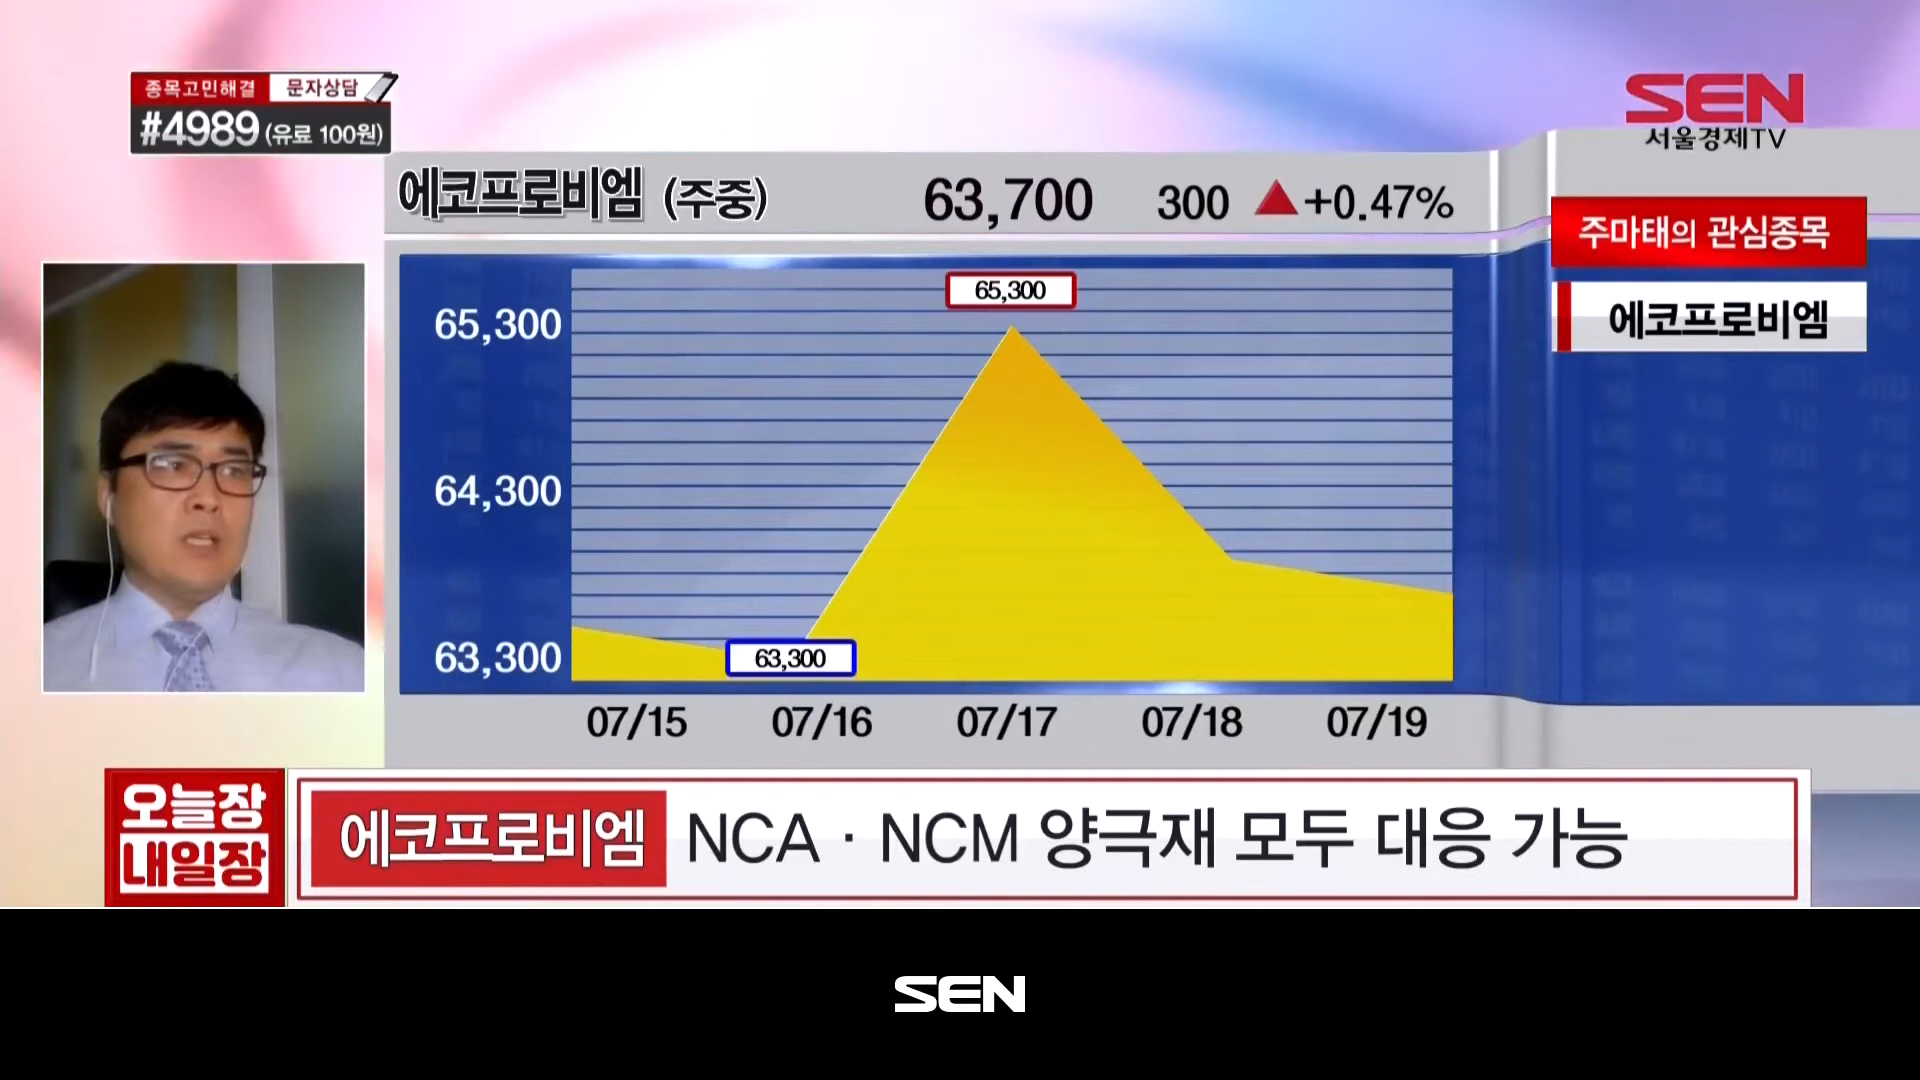 종목고민해결 문자상담
#4989 (유료 100원)
SEN
서울경제TV
에코프로비엠 (주중) 63,700 300 ▲+0.47%
주마태의 관심종목
에코프로비엠
65,300
65,300
64,300
63,300
63,300
07/15 07/16 07/17 07/18 07/19
오늘장
내일장
에코프로비엠 NCA · NCM 양극재 모두 대응 가능
SEN